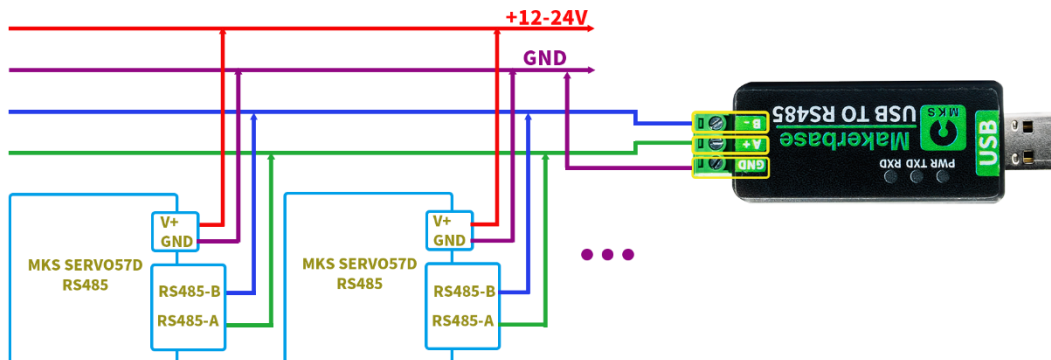 +12-24V
GND
B -
A +
GND
USB TO RS485
Makerbase
MKS
PWR TXD RXD
USB
V+
GND
MKS SERVO57D
RS485
RS485-B
RS485-A
V+
GND
MKS SERVO57D
RS485
RS485-B
RS485-A